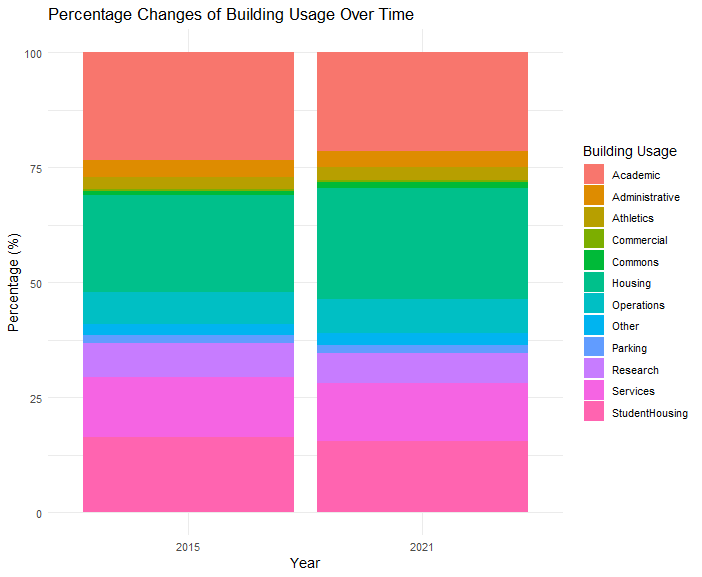 Percentage Changes of Building Usage Over Time
100
75
50
25
0
Percentage (%)
2015
2021
Year
Building Usage
Academic
Administrative
Athletics
Commercial
Commons
Housing
Operations
Other
Parking
Research
Services
StudentHousing